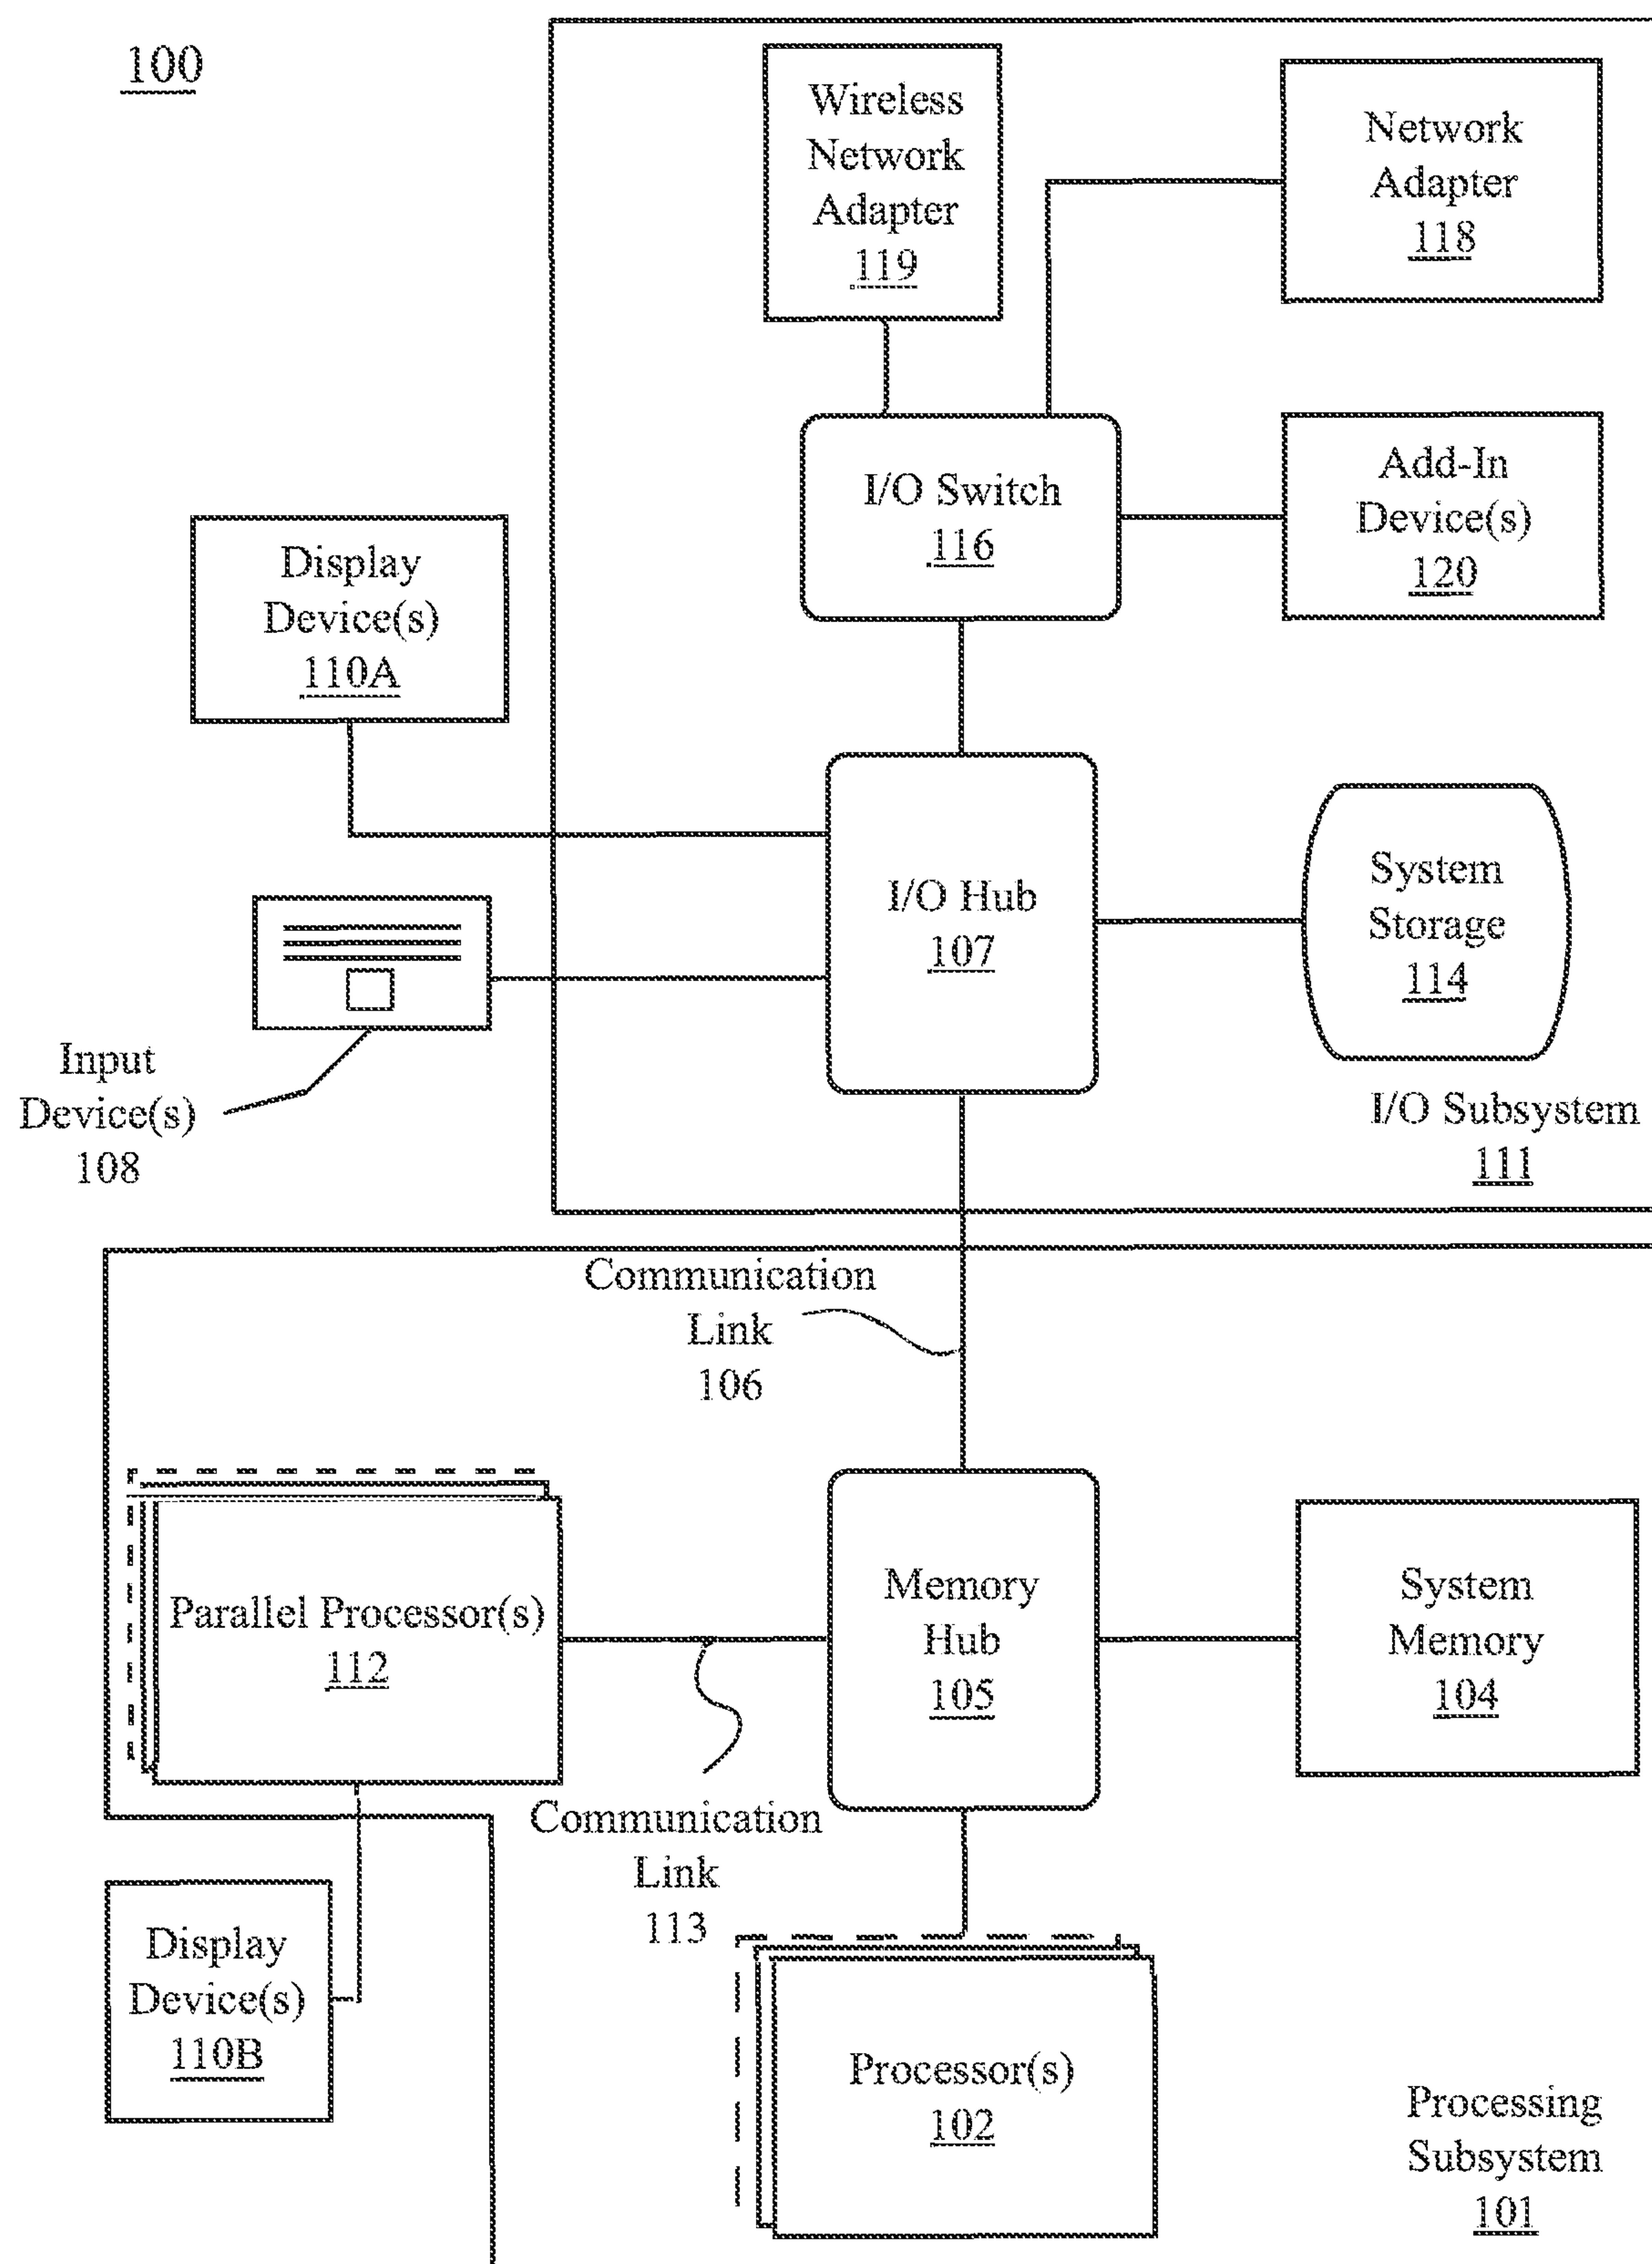 100
Wireless
Network
Adapter
119
Network
Adapter
118
I/O Switch
116
Add-In
Device(s)
120
Display
Device(s)
110A
I/O Hub
107
System
Storage
114
Input
Device(s)
108
I/O Subsystem
111
Communication
Link
106
Parallel Processor(s)
112
Memory
Hub
105
System
Memory
104
Communication
Link
113
Display
Device(s)
110B
Processor(s)
102
Processing
Subsystem
101